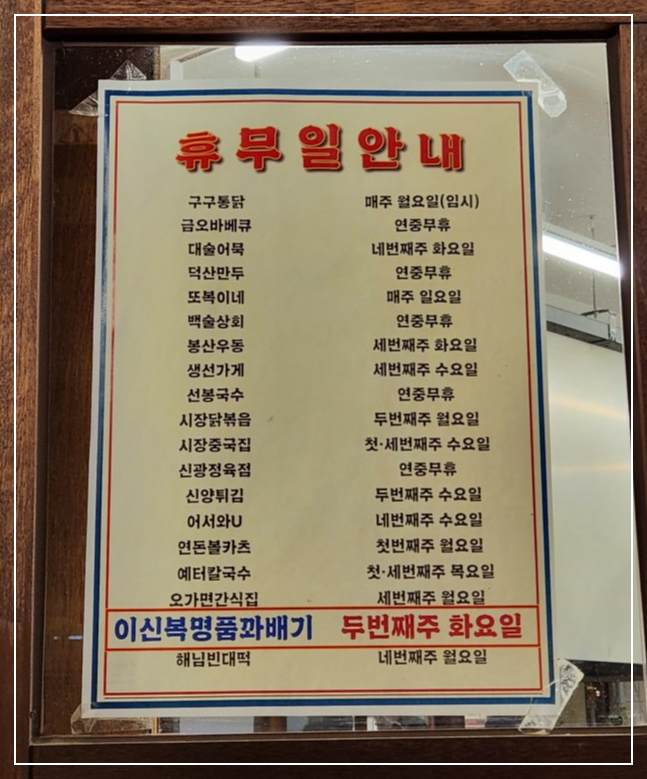 휴무일안내
구구통닭 매주 월요일(임시)
금오바베큐 연중무휴
대술어묵 네번째주 화요일
덕산만두 연중무휴
또복이네 매주 일요일
백술상회 연중무휴
봉산우동 세번째주 화요일
생선가게 세번째주 수요일
선봉국수 연중무휴
시장닭볶음 두번째주 월요일
시장중국집 첫·세번째주 수요일
신광정육점 연중무휴
신양튀김 두번째주 수요일
어서와U 네번째주 수요일
연돈볼카츠 첫번째주 월요일
예터칼국수 첫·세번째주 목요일
오가면간식집 세번째주 월요일
이신복명품꽈배기 두번째주 화요일
해님빈대떡 네번째주 월요일